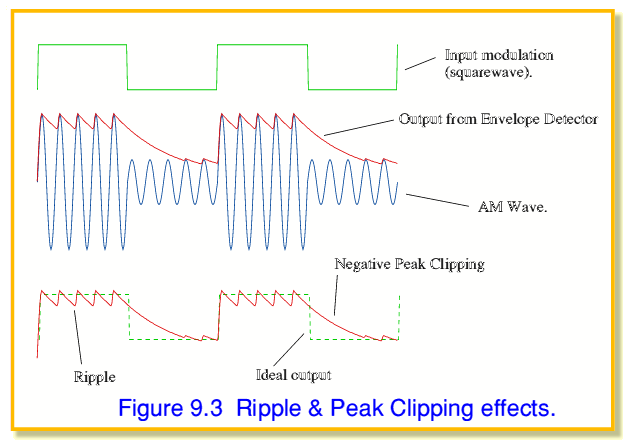 Input modulation
(squarewave).
Output from Envelope Detector
AM Wave.
Negative Peak Clipping
Ripple
Ideal output
Figure 9.3 Ripple & Peak Clipping effects.